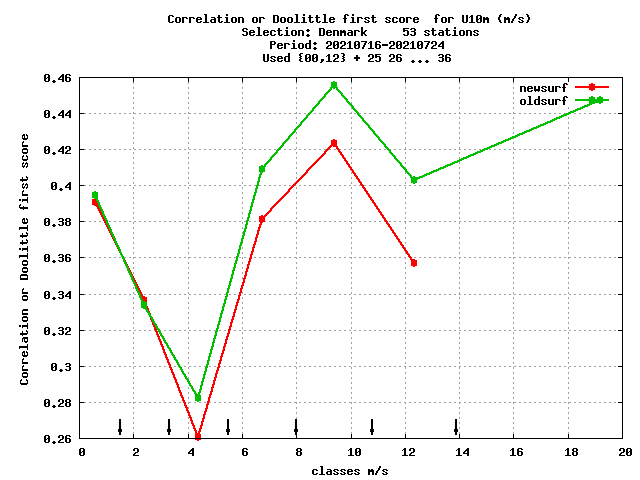 Correlation or Doolittle first score  for U10m (m/s)
Selection: Denmark     53 stations
Period: 20210716-20210724
Used {00,12} + 25 26 ... 36
newsurf
oldsurf
Correlation or Doolittle first score
0.46
0.44
0.42
0.4
0.38
0.36
0.34
0.32
0.3
0.28
0.26
0 2 4 6 8 10 12 14 16 18 20
classes m/s